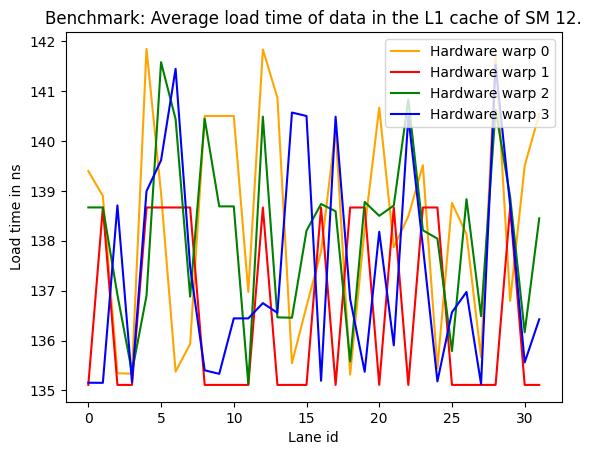 Benchmark: Average load time of data in the L1 cache of SM 12.
142
141
140
139
138
137
136
135
Load time in ns
Hardware warp 0
Hardware warp 1
Hardware warp 2
Hardware warp 3
0 5 10 15 20 25 30
Lane id